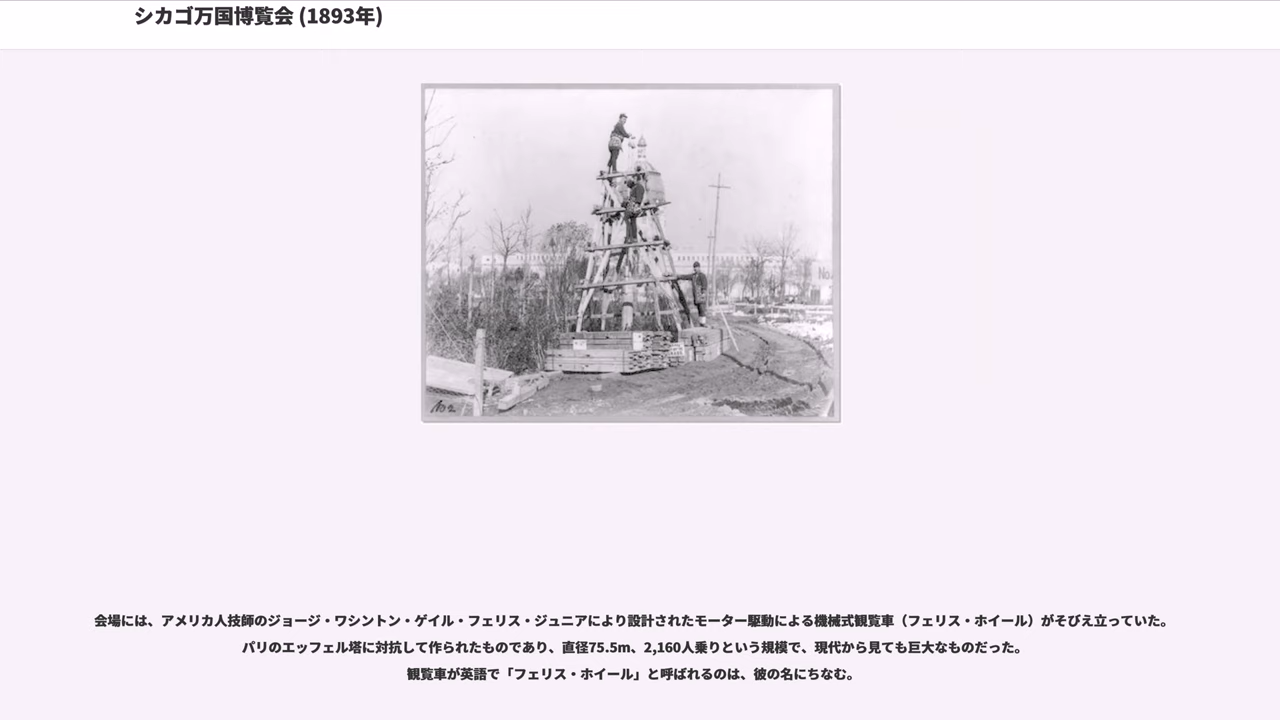 シカゴ万国博覧会 (1893年)
No.
No 2
会場には、アメリカ人技師のジョージ・ワシントン・ゲイル・フェリス・ジュニアにより設計されたモーター駆動による機械式観覧車（フェリス・ホイール）がそびえ立っていた。
パリのエッフェル塔に対抗して作られたものであり、直径75.5m、2,160人乗りという規模で、現代から見ても巨大なものだった。
観覧車が英語で「フェリス・ホイール」と呼ばれるのは、彼の名にちなむ。